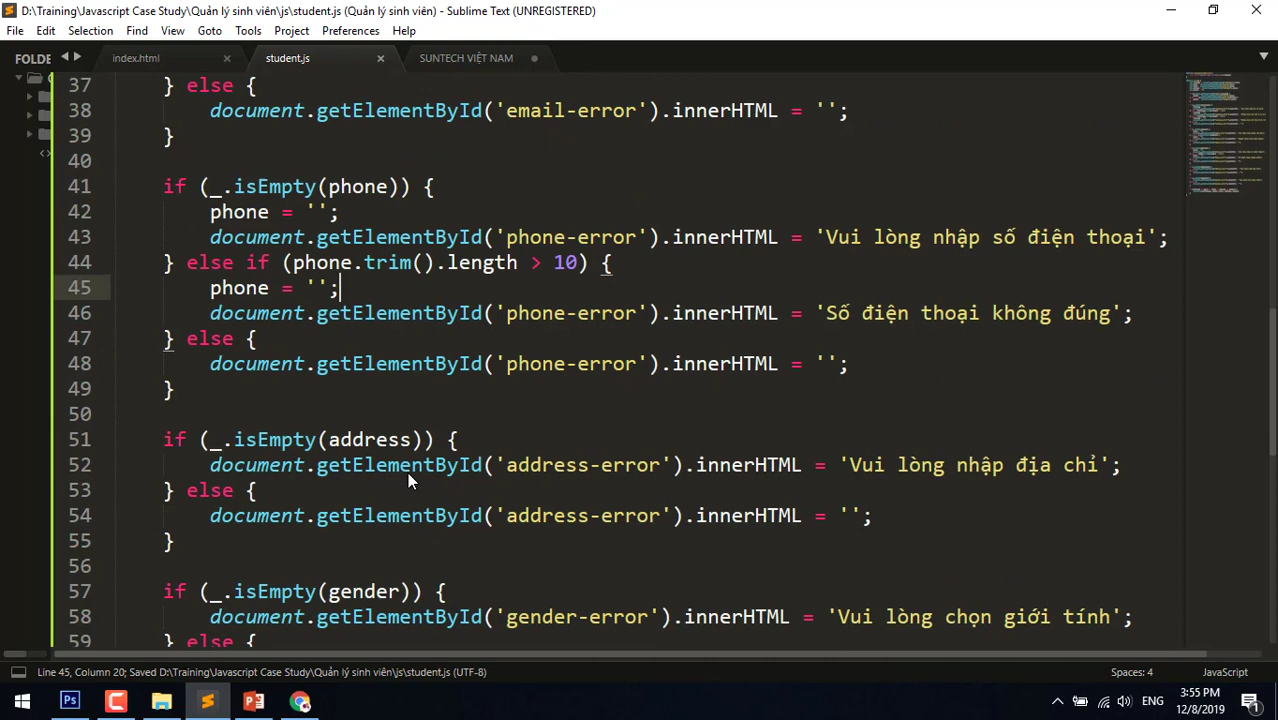 D:\Training\Javascript Case Study\Quản lý sinh viên\js\student.js (Quản lý sinh viên) - Sublime Text (UNREGISTERED)
File Edit Selection Find View Goto Tools Project Preferences Help
FOLDE index.html student.js SUNTECH VIỆT NAM
37 } else {
38 document.getElementById('email-error').innerHTML = '';
39 }
40
41 if (_.isEmpty(phone)) {
42 phone = '';
43 document.getElementById('phone-error').innerHTML = 'Vui lòng nhập số điện thoại';
44 } else if (phone.trim().length > 10) {
45 phone = '';
46 document.getElementById('phone-error').innerHTML = 'Số điện thoại không đúng';
47 } else {
48 document.getElementById('phone-error').innerHTML = '';
49 }
50
51 if (_.isEmpty(address)) {
52 document.getElementById('address-error').innerHTML = 'Vui lòng nhập địa chỉ';
53 } else {
54 document.getElementById('address-error').innerHTML = '';
55 }
56
57 if (_.isEmpty(gender)) {
58 document.getElementById('gender-error').innerHTML = 'Vui lòng chọn giới tính';
59 } else {
Line 45, Column 20; Saved D:\Training\Javascript Case Study\Quản lý sinh viên\js\student.js (UTF-8) Spaces: 4 JavaScript
ENG 3:55 PM
12/8/2019